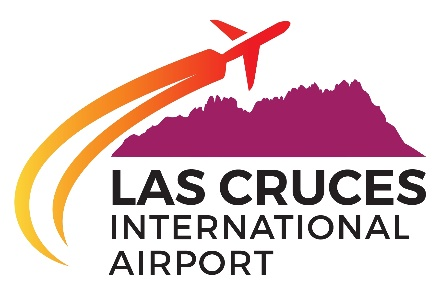 LAS CRUCES
INTERNATIONAL
AIRPORT